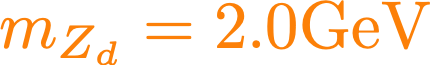 m_{Z_d} = 2.0GeV